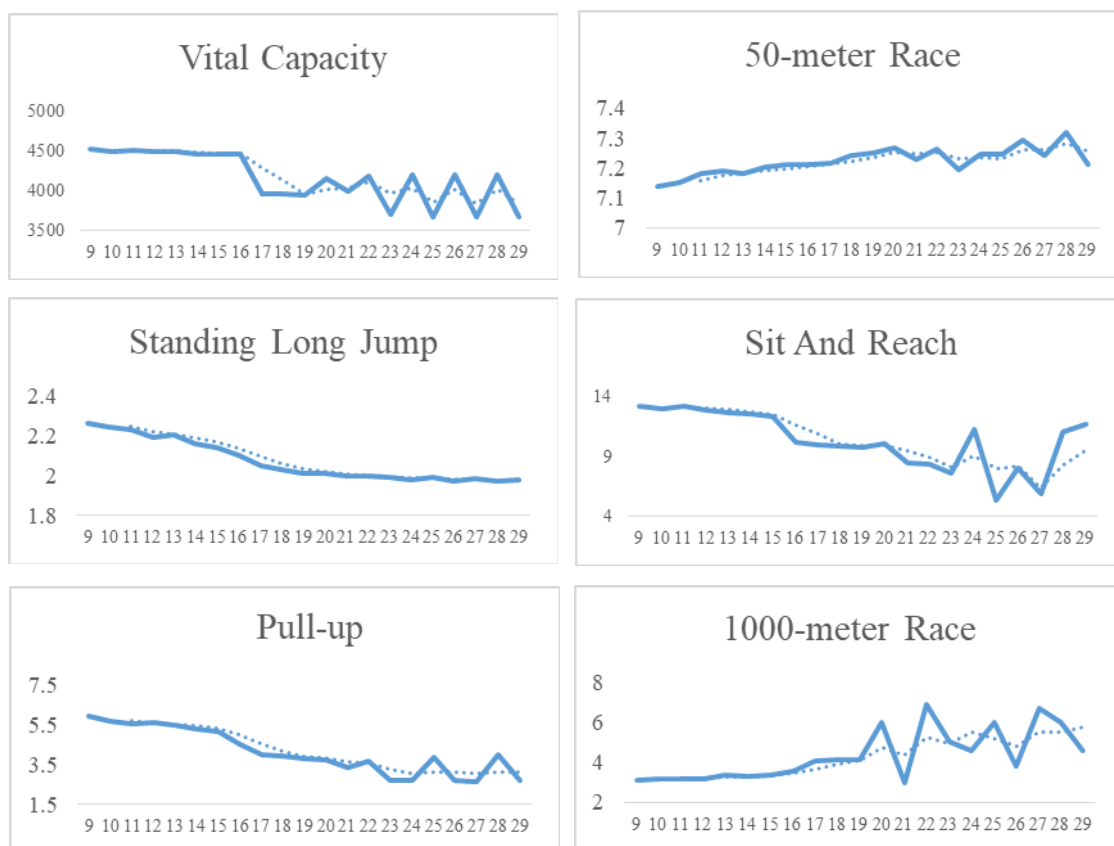 Vital Capacity
5000
4500
4000
3500
9 10 11 12 13 14 15 16 17 18 19 20 21 22 23 24 25 26 27 28 29
50-meter Race
7.4
7.3
7.2
7.1
7
9 10 11 12 13 14 15 16 17 18 19 20 21 22 23 24 25 26 27 28 29
Standing Long Jump
2.4
2.2
2
1.8
9 10 11 12 13 14 15 16 17 18 19 20 21 22 23 24 25 26 27 28 29
Sit And Reach
14
9
4
9 10 11 12 13 14 15 16 17 18 19 20 21 22 23 24 25 26 27 28 29
Pull-up
7.5
5.5
3.5
1.5
9 10 11 12 13 14 15 16 17 18 19 20 21 22 23 24 25 26 27 28 29
1000-meter Race
8
6
4
2
9 10 11 12 13 14 15 16 17 18 19 20 21 22 23 24 25 26 27 28 29